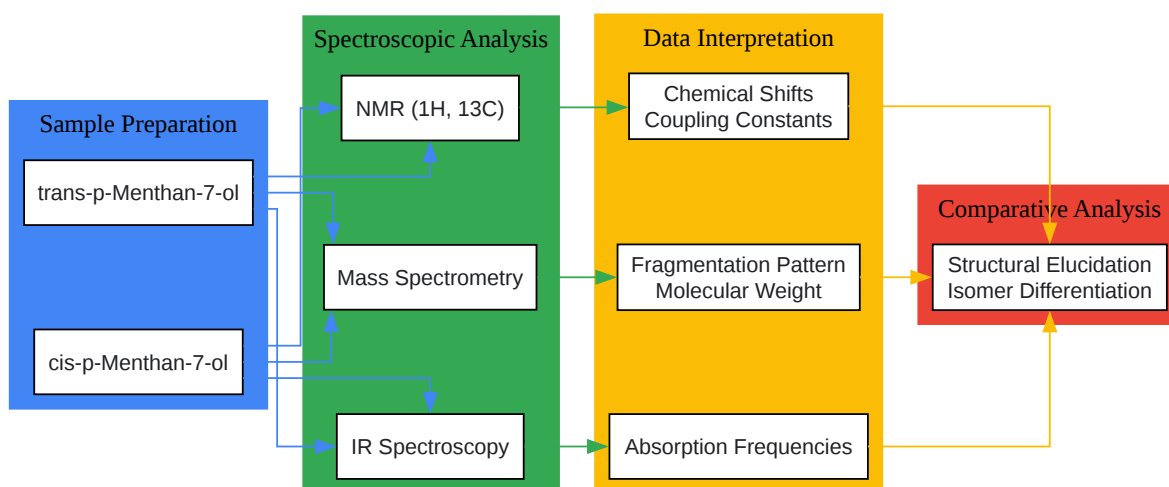 Sample Preparation
trans-p-Menthan-7-ol
cis-p-Menthan-7-ol
Spectroscopic Analysis
NMR (1H, 13C)
Mass Spectrometry
IR Spectroscopy
Data Interpretation
Chemical Shifts
Coupling Constants
Fragmentation Pattern
Molecular Weight
Absorption Frequencies
Comparative Analysis
Structural Elucidation
Isomer Differentiation